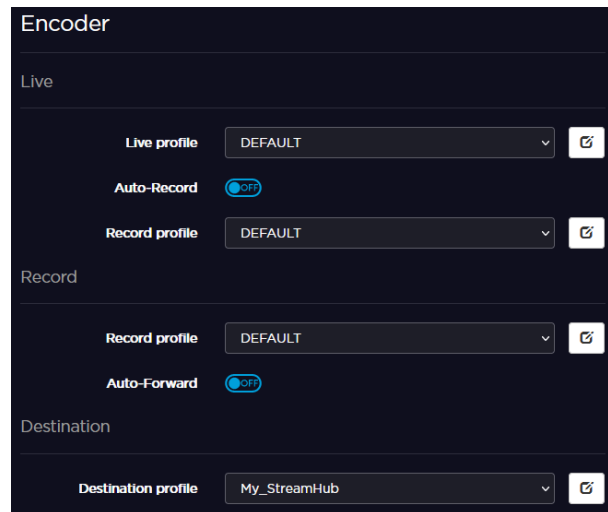 Encoder
Live
Live profile DEFAULT
Auto-Record OFF
Record profile DEFAULT
Record
Record profile DEFAULT
Auto-Forward OFF
Destination
Destination profile My_StreamHub